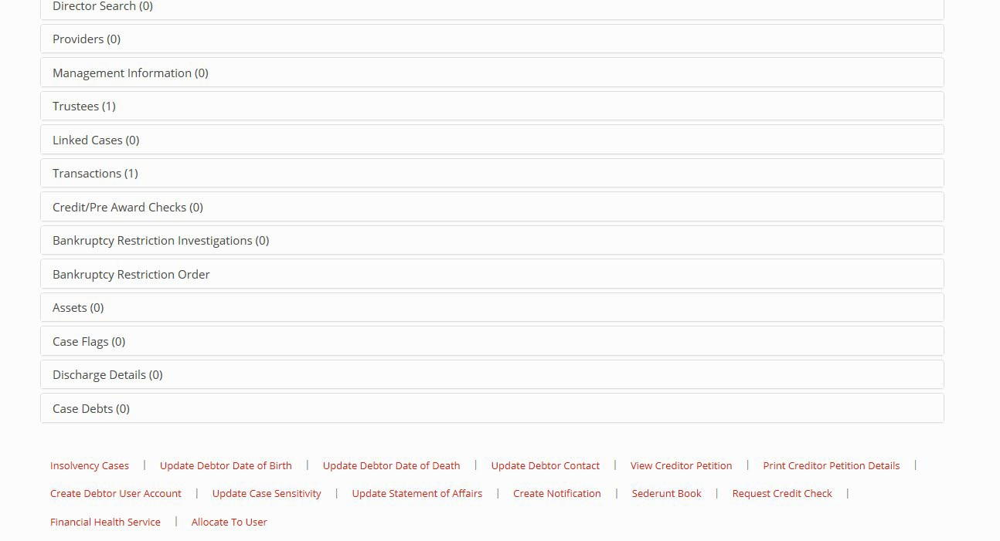 Director Search (0)
Providers (0)
Management Information (0)
Trustees (1)
Linked Cases (0)
Transactions (1)
Credit/Pre Award Checks (0)
Bankruptcy Restriction Investigations (0)
Bankruptcy Restriction Order
Assets (0)
Case Flags (0)
Discharge Details (0)
Case Debts (0)
Insolvency Cases | Update Debtor Date of Birth | Update Debtor Date of Death | Update Debtor Contact | View Creditor Petition | Print Creditor Petition Details |
Create Debtor User Account | Update Case Sensitivity | Update Statement of Affairs | Create Notification | Sederunt Book | Request Credit Check |
Financial Health Service | Allocate To User